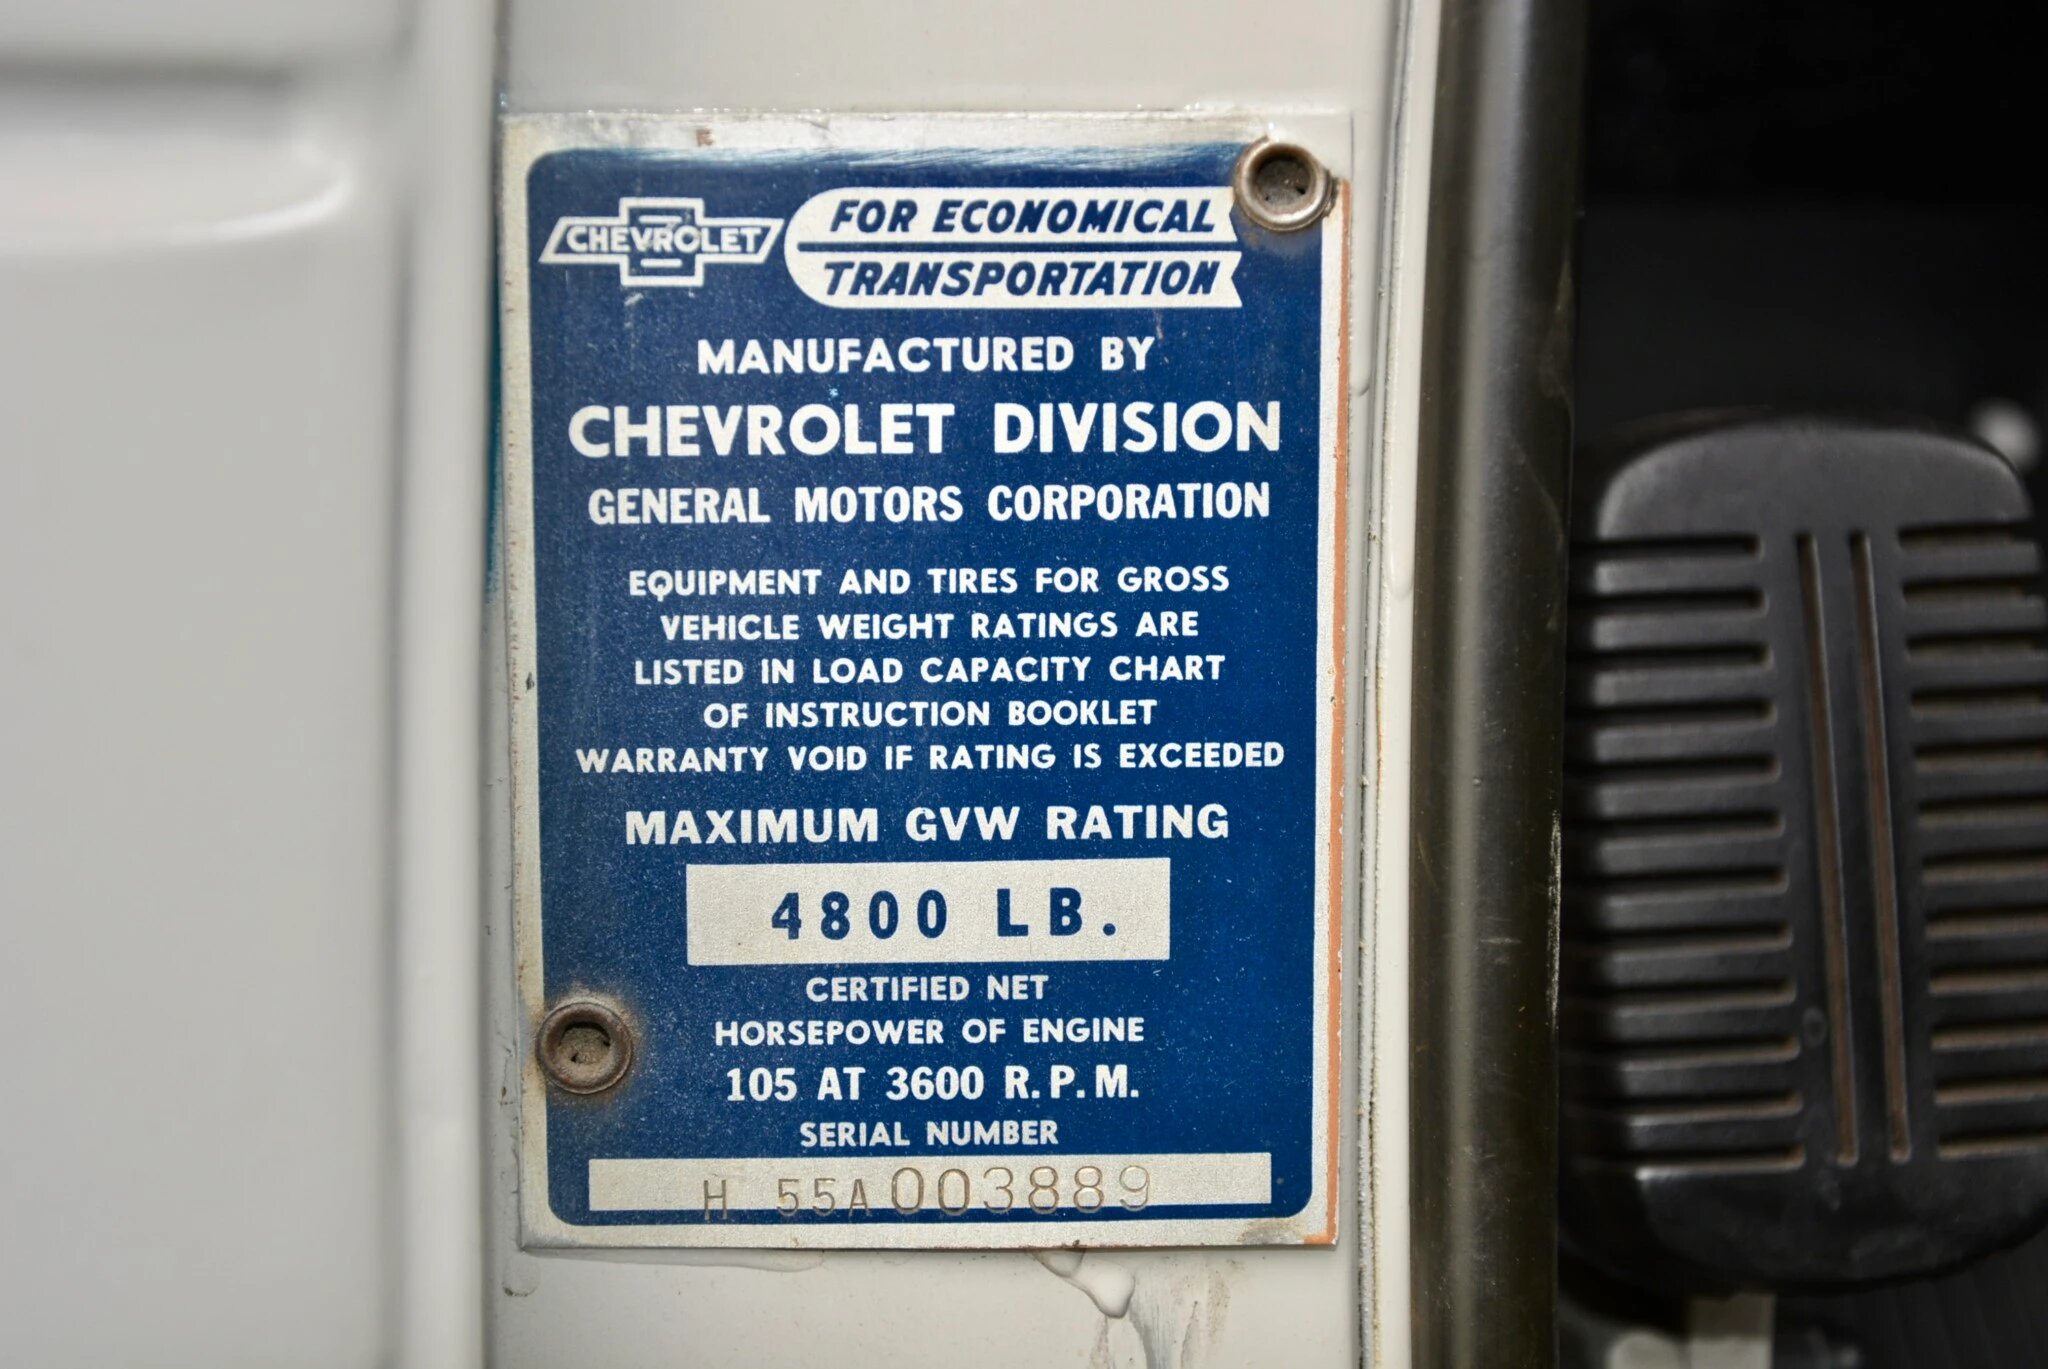 CHEVROLET
FOR ECONOMICAL
TRANSPORTATION
MANUFACTURED BY
CHEVROLET DIVISION
GENERAL MOTORS CORPORATION
EQUIPMENT AND TIRES FOR GROSS
VEHICLE WEIGHT RATINGS ARE
LISTED IN LOAD CAPACITY CHART
OF INSTRUCTION BOOKLET
WARRANTY VOID IF RATING IS EXCEEDED
MAXIMUM GVW RATING
4800 LB.
CERTIFIED NET
HORSEPOWER OF ENGINE
105 AT 3600 R.P.M.
SERIAL NUMBER
H 55A003889